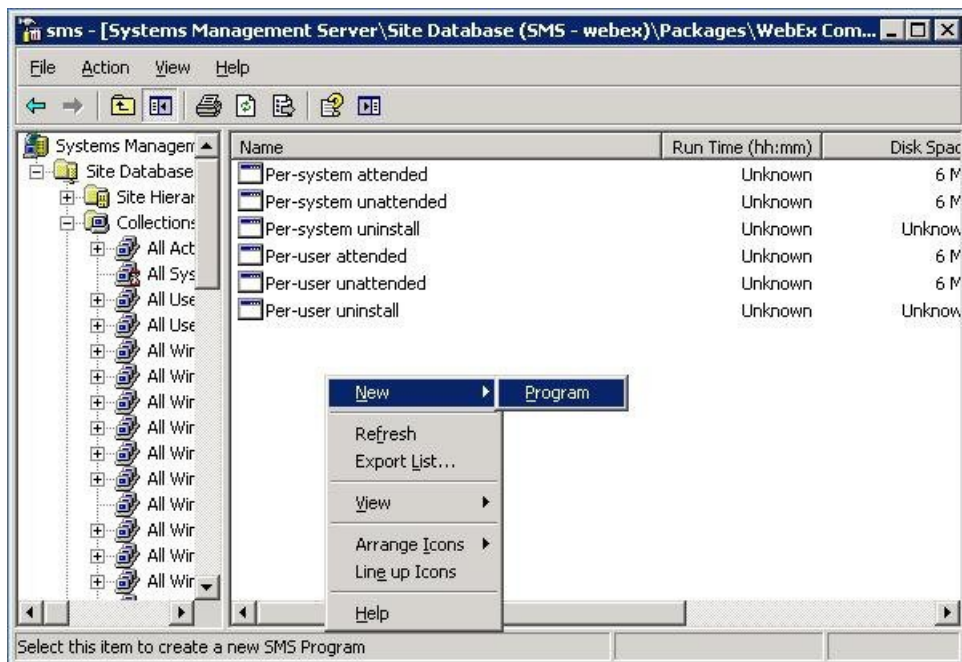 sms - [Systems Management Server\Site Database (SMS - webex)\Packages\WebEx Com...
File Action View Help
Name Run Time (hh:mm) Disk Spac
Systems Managem
Site Database
Site Hierar
Collections
All Act
All Sys
All Use
All Use
All Wir
All Wir
All Wir
All Wir
All Wir
All Wir
All Wir
All Wir
All Wir
All Wir
Per-system attended Unknown 6 M
Per-system unattended Unknown 6 M
Per-system uninstall Unknown Unknow
Per-user attended Unknown 6 M
Per-user unattended Unknown 6 M
Per-user uninstall Unknown Unknow
New Program
Refresh
Export List...
View
Arrange Icons
Line up Icons
Help
Select this item to create a new SMS Program